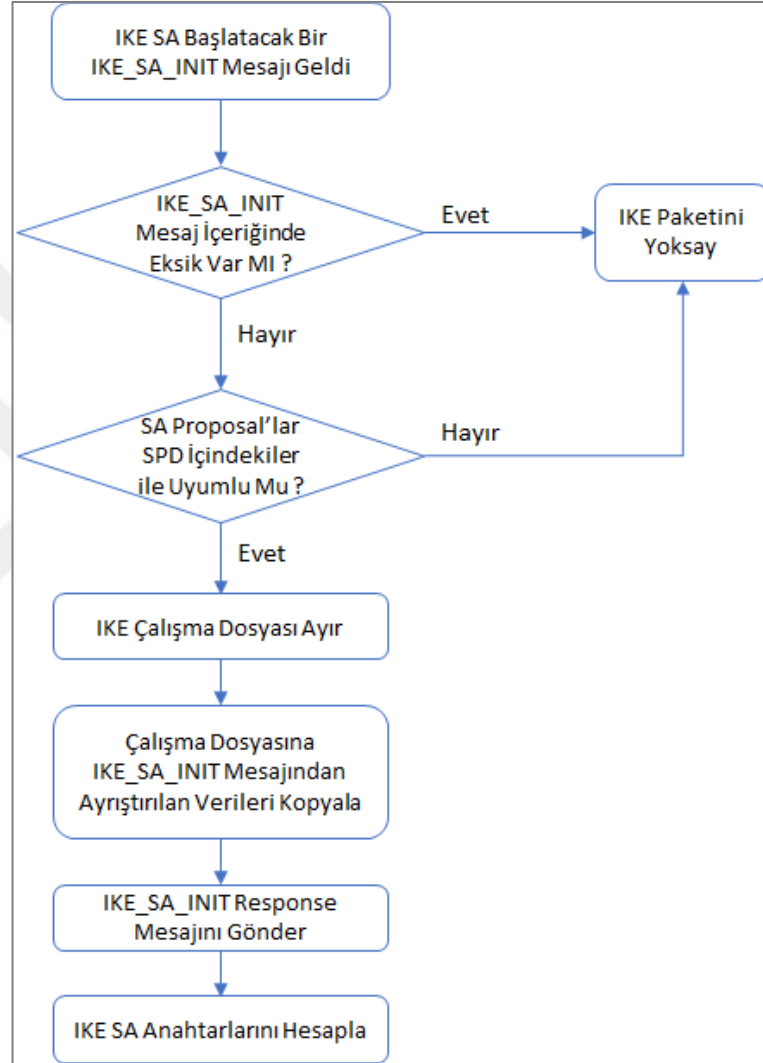 IKE SA Başlatacak Bir
IKE_SA_INIT Mesajı Geldi
IKE_SA_INIT
Mesaj İçeriğinde
Eksik Var MI ?
Evet
IKE Paketini
Yoksay
Hayır
SA Proposal’lar
SPD İçindekiler
ile Uyumlu Mu ?
Hayır
Evet
IKE Çalışma Dosyası Ayır
Çalışma Dosyasına
IKE_SA_INIT Mesajından
Ayrıştırılan Verileri Kopyala
IKE_SA_INIT Response
Mesajını Gönder
IKE SA Anahtarlarını Hesapla